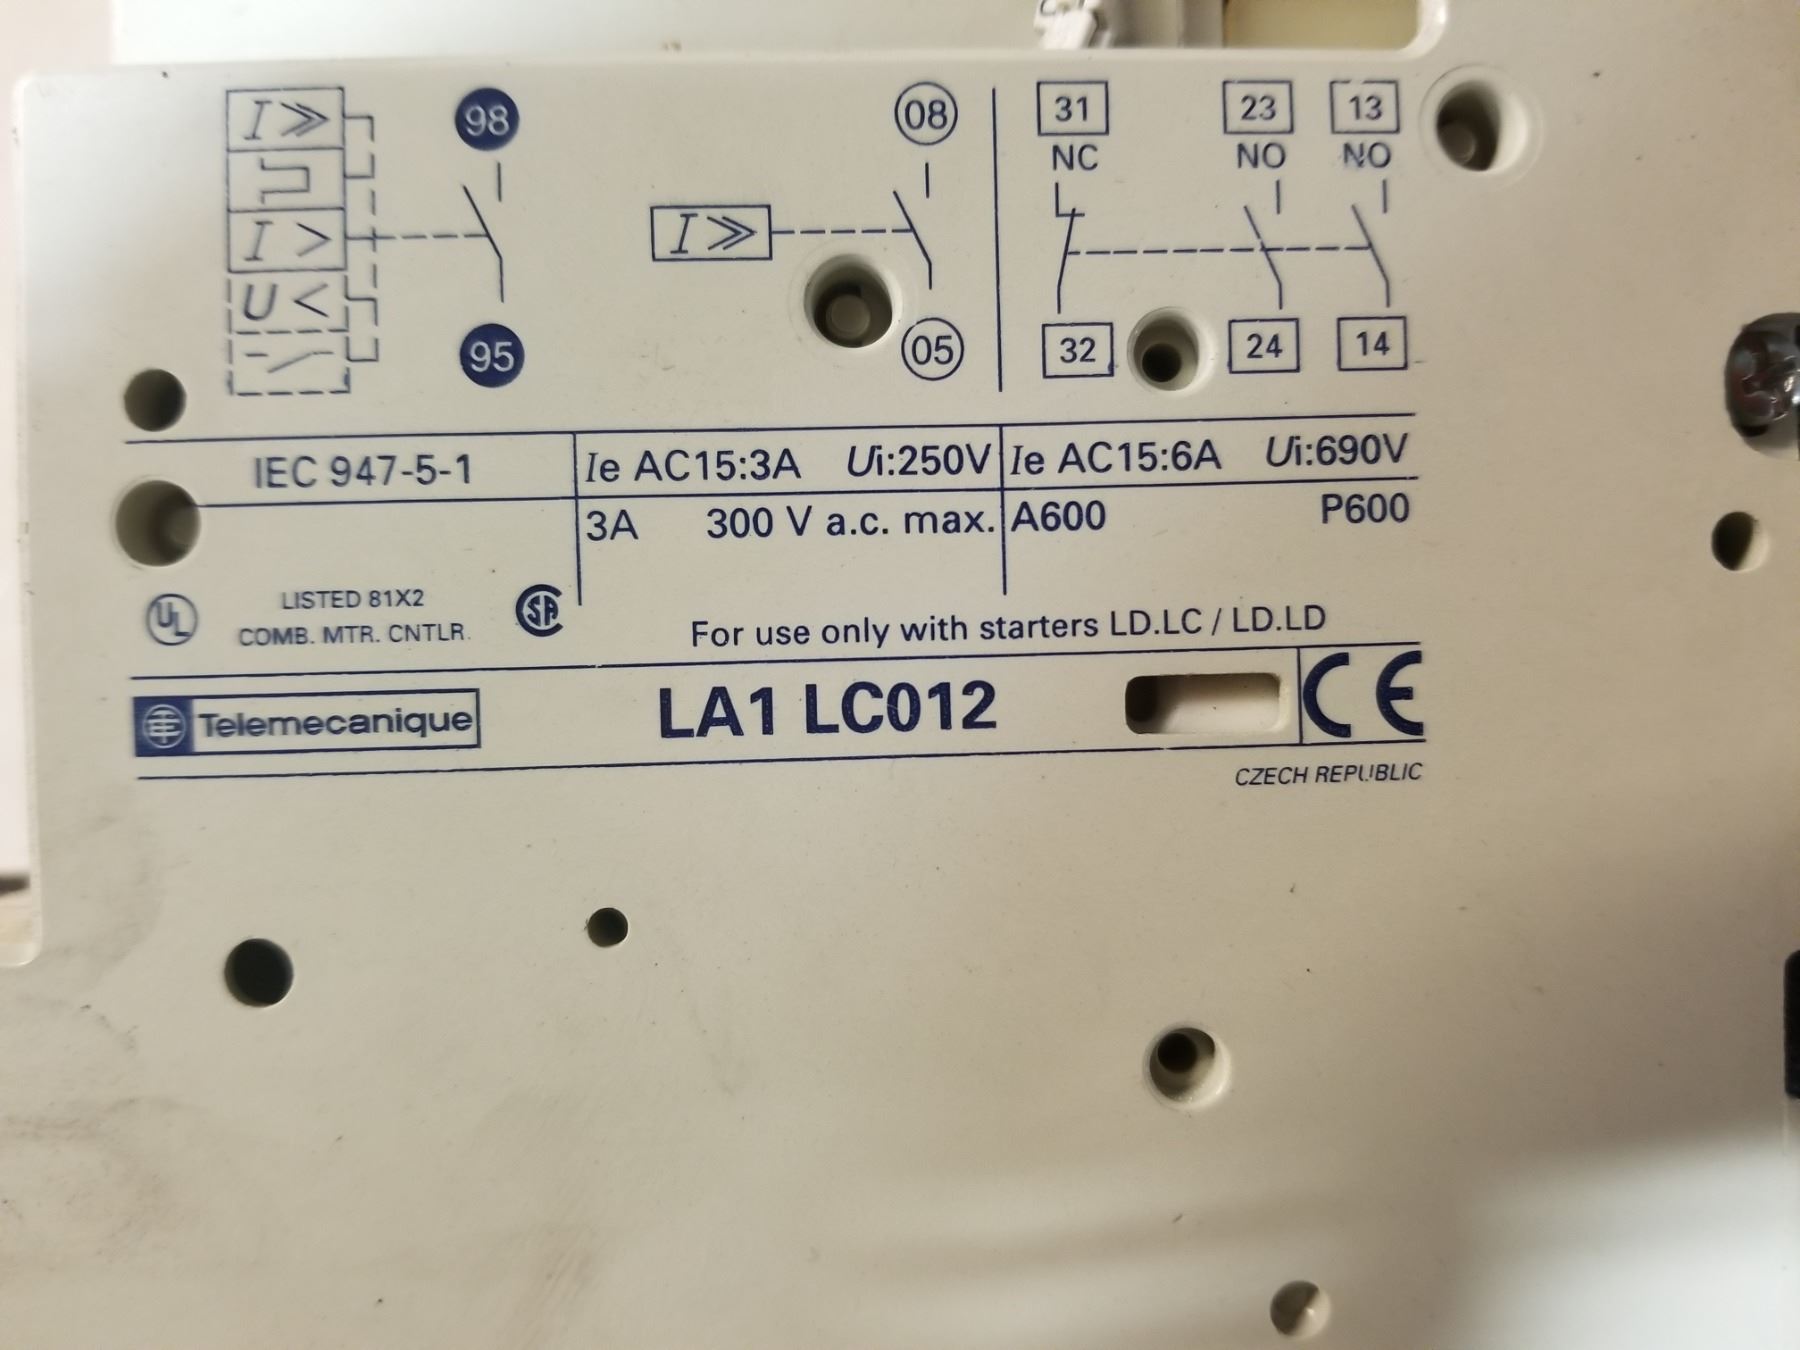 I >> 98 08 31 23 13
NC NO NO
I > I >>
U <
95 05 32 24 14
IEC 947-5-1 Ie AC15:3A Ui:250V Ie AC15:6A Ui:690V
3A 300 V a.c. max. A600 P600
UL LISTED 81X2 SA
COMB. MTR. CNTLR.
For use only with starters LD.LC / LD.LD
Telemecanique LA1 LC012 CE
CZECH REPUBLIC